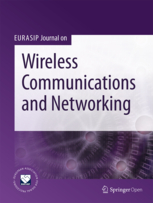 EURASIP Journal on
Wireless
Communications
and Networking
Springer Open